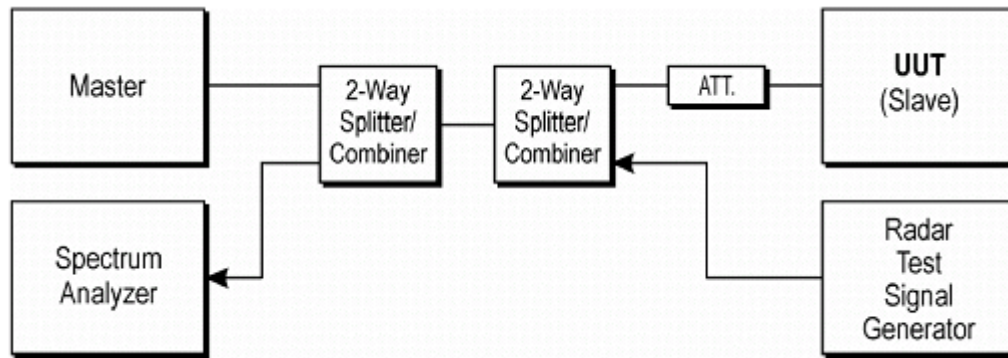 Master
2-Way
Splitter/
Combiner
2-Way
Splitter/
Combiner
ATT.
UUT
(Slave)
Spectrum
Analyzer
Radar
Test
Signal
Generator